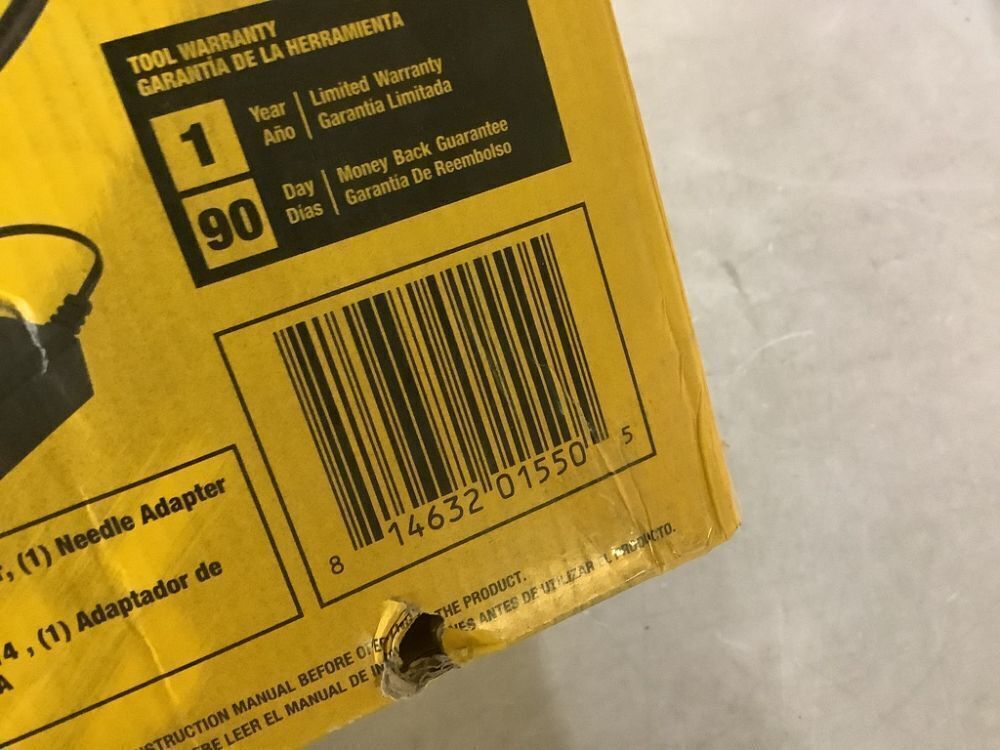 TOOL WARRANTY
GARANTÍA DE LA HERRAMIENTA
1 Year | Limited Warranty
Año | Garantía Limitada
90 Day | Money Back Guarantee
Días | Garantía De Reembolso
8 14632 01550 5
, (1) Needle Adapter
14 , (1) Adaptador de
INSTRUCTION MANUAL BEFORE THE PRODUCT.
LEER EL MANUAL DE ANTES DE UTILIZAR EL PRODUCTO.